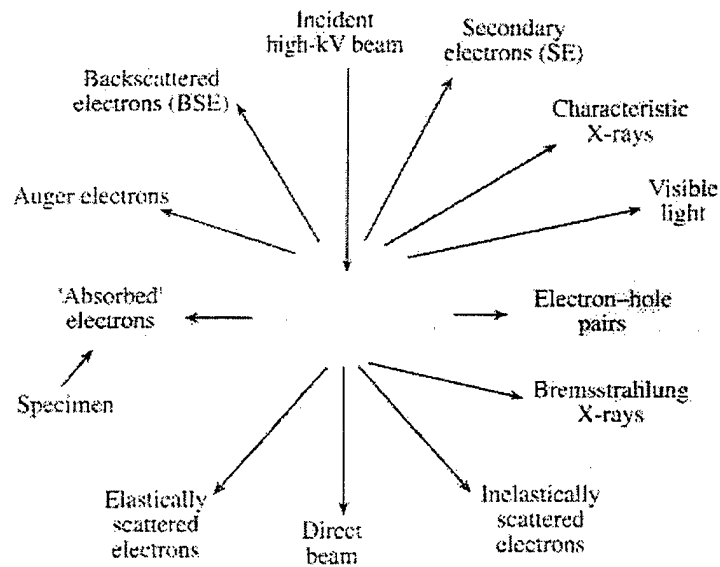 Incident
high-kV beam
Secondary
electrons (SE)
Backscattered
electrons (BSE)
Characteristic
X-rays
Auger electrons
Visible
light
'Absorbed'
electrons
Electron–hole
pairs
Specimen
Bremsstrahlung
X-rays
Elastically
scattered
electrons
Direct
beam
Inelastically
scattered
electrons